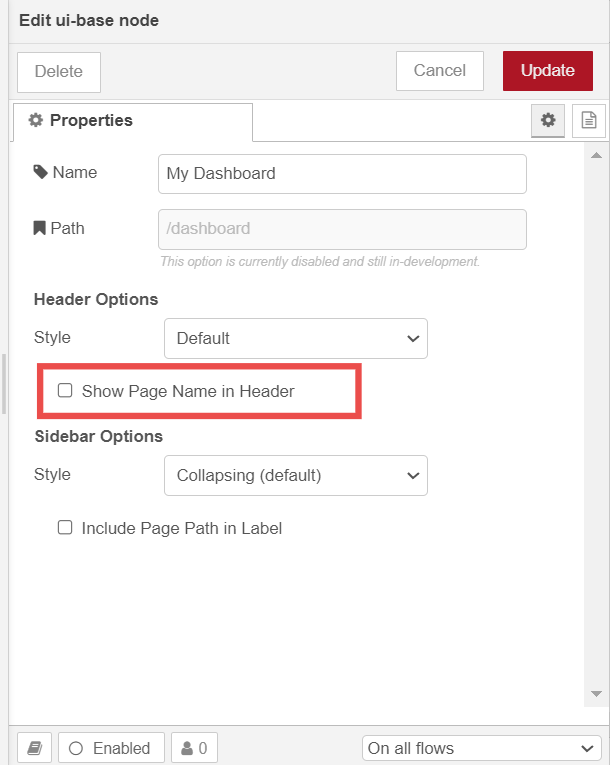 Edit ui-base node
Delete
Cancel
Update
Properties
Name
My Dashboard
Path
/dashboard
This option is currently disabled and still in-development.
Header Options
Style
Default
Show Page Name in Header
Sidebar Options
Style
Collapsing (default)
Include Page Path in Label
Enabled
0
On all flows